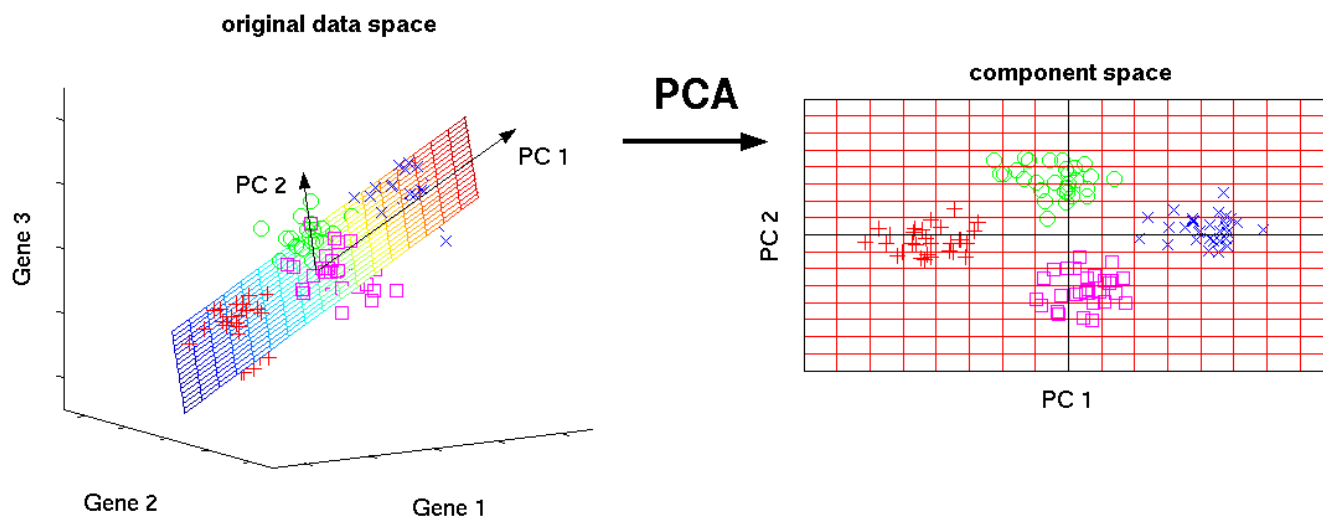 original data space
PCA
component space
PC 1
PC 2
Gene 3
PC 2
Gene 2
Gene 1
PC 1